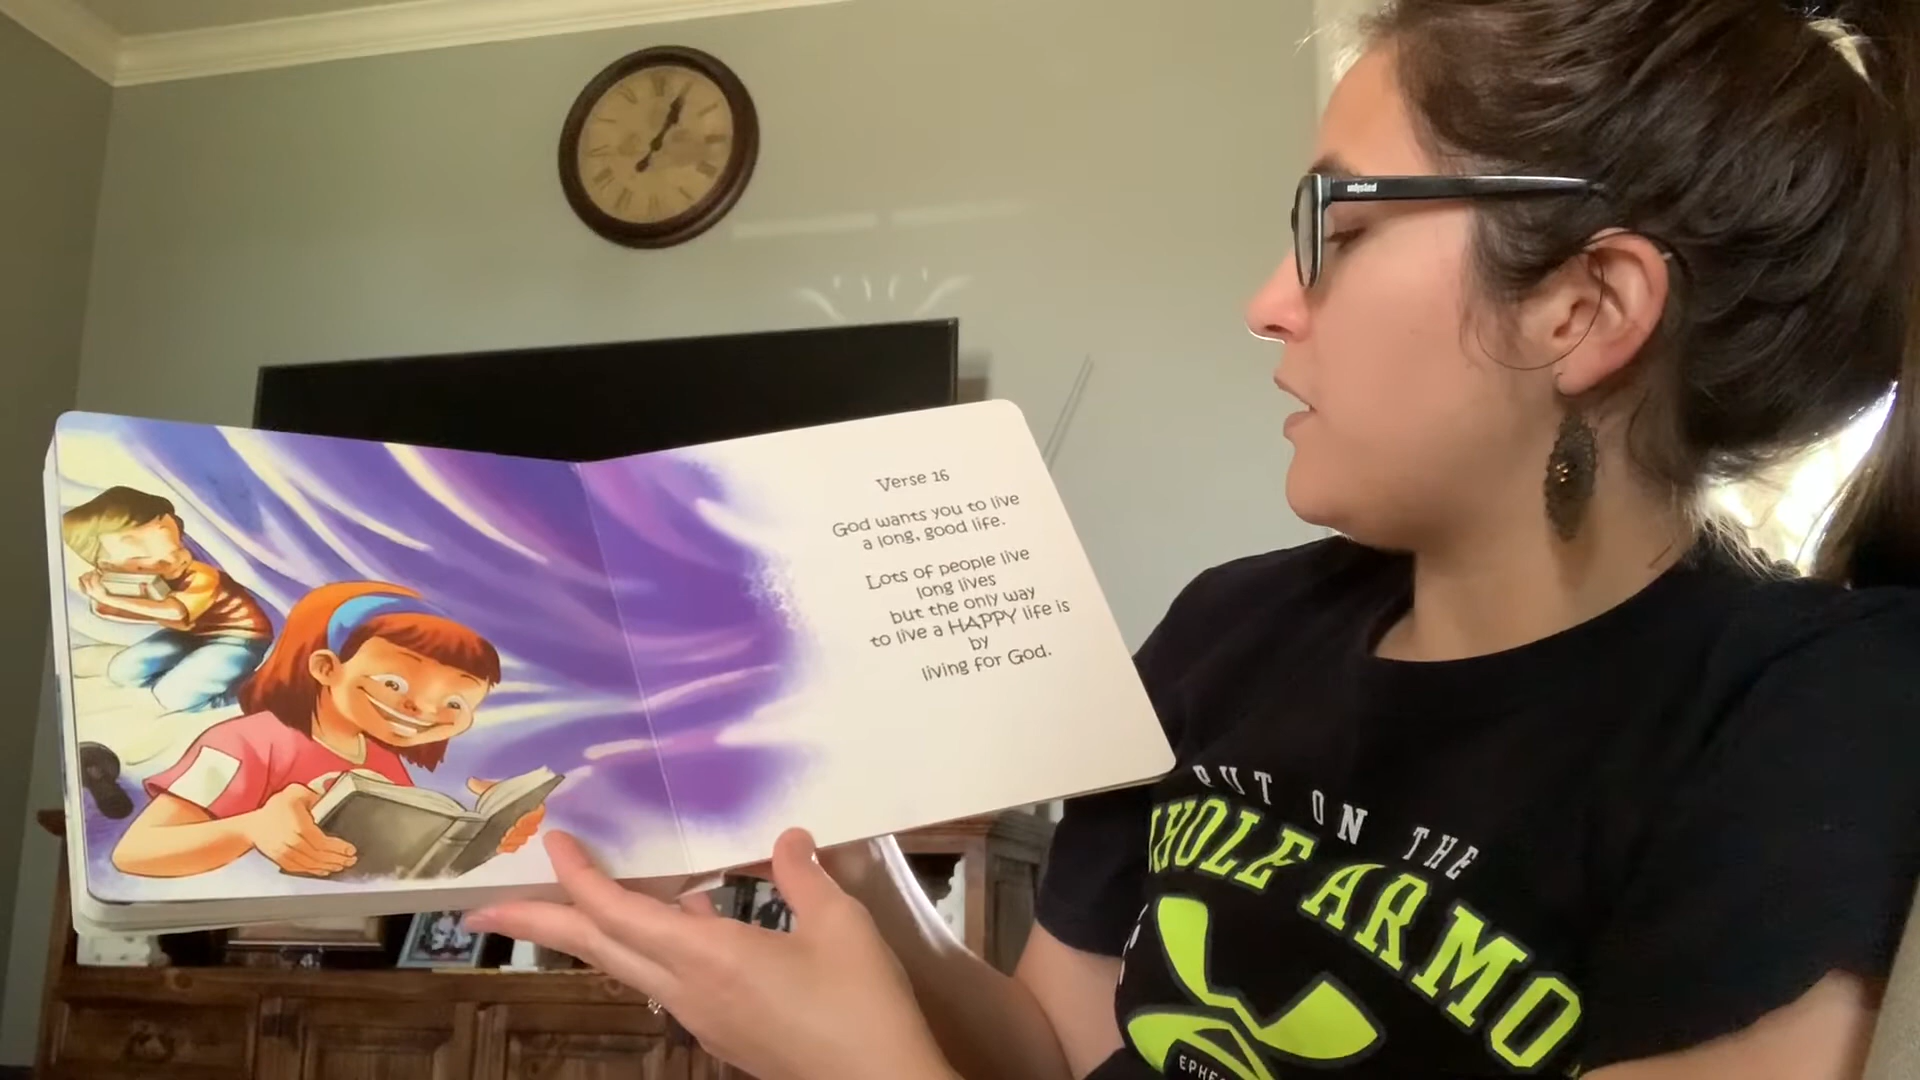 Verse 16
God wants you to live
a long, good life.
Lots of people live
long lives
but the only way
to live a HAPPY life is
by
living for God.
PUT ON THE
WHOLE ARMO
EPHE